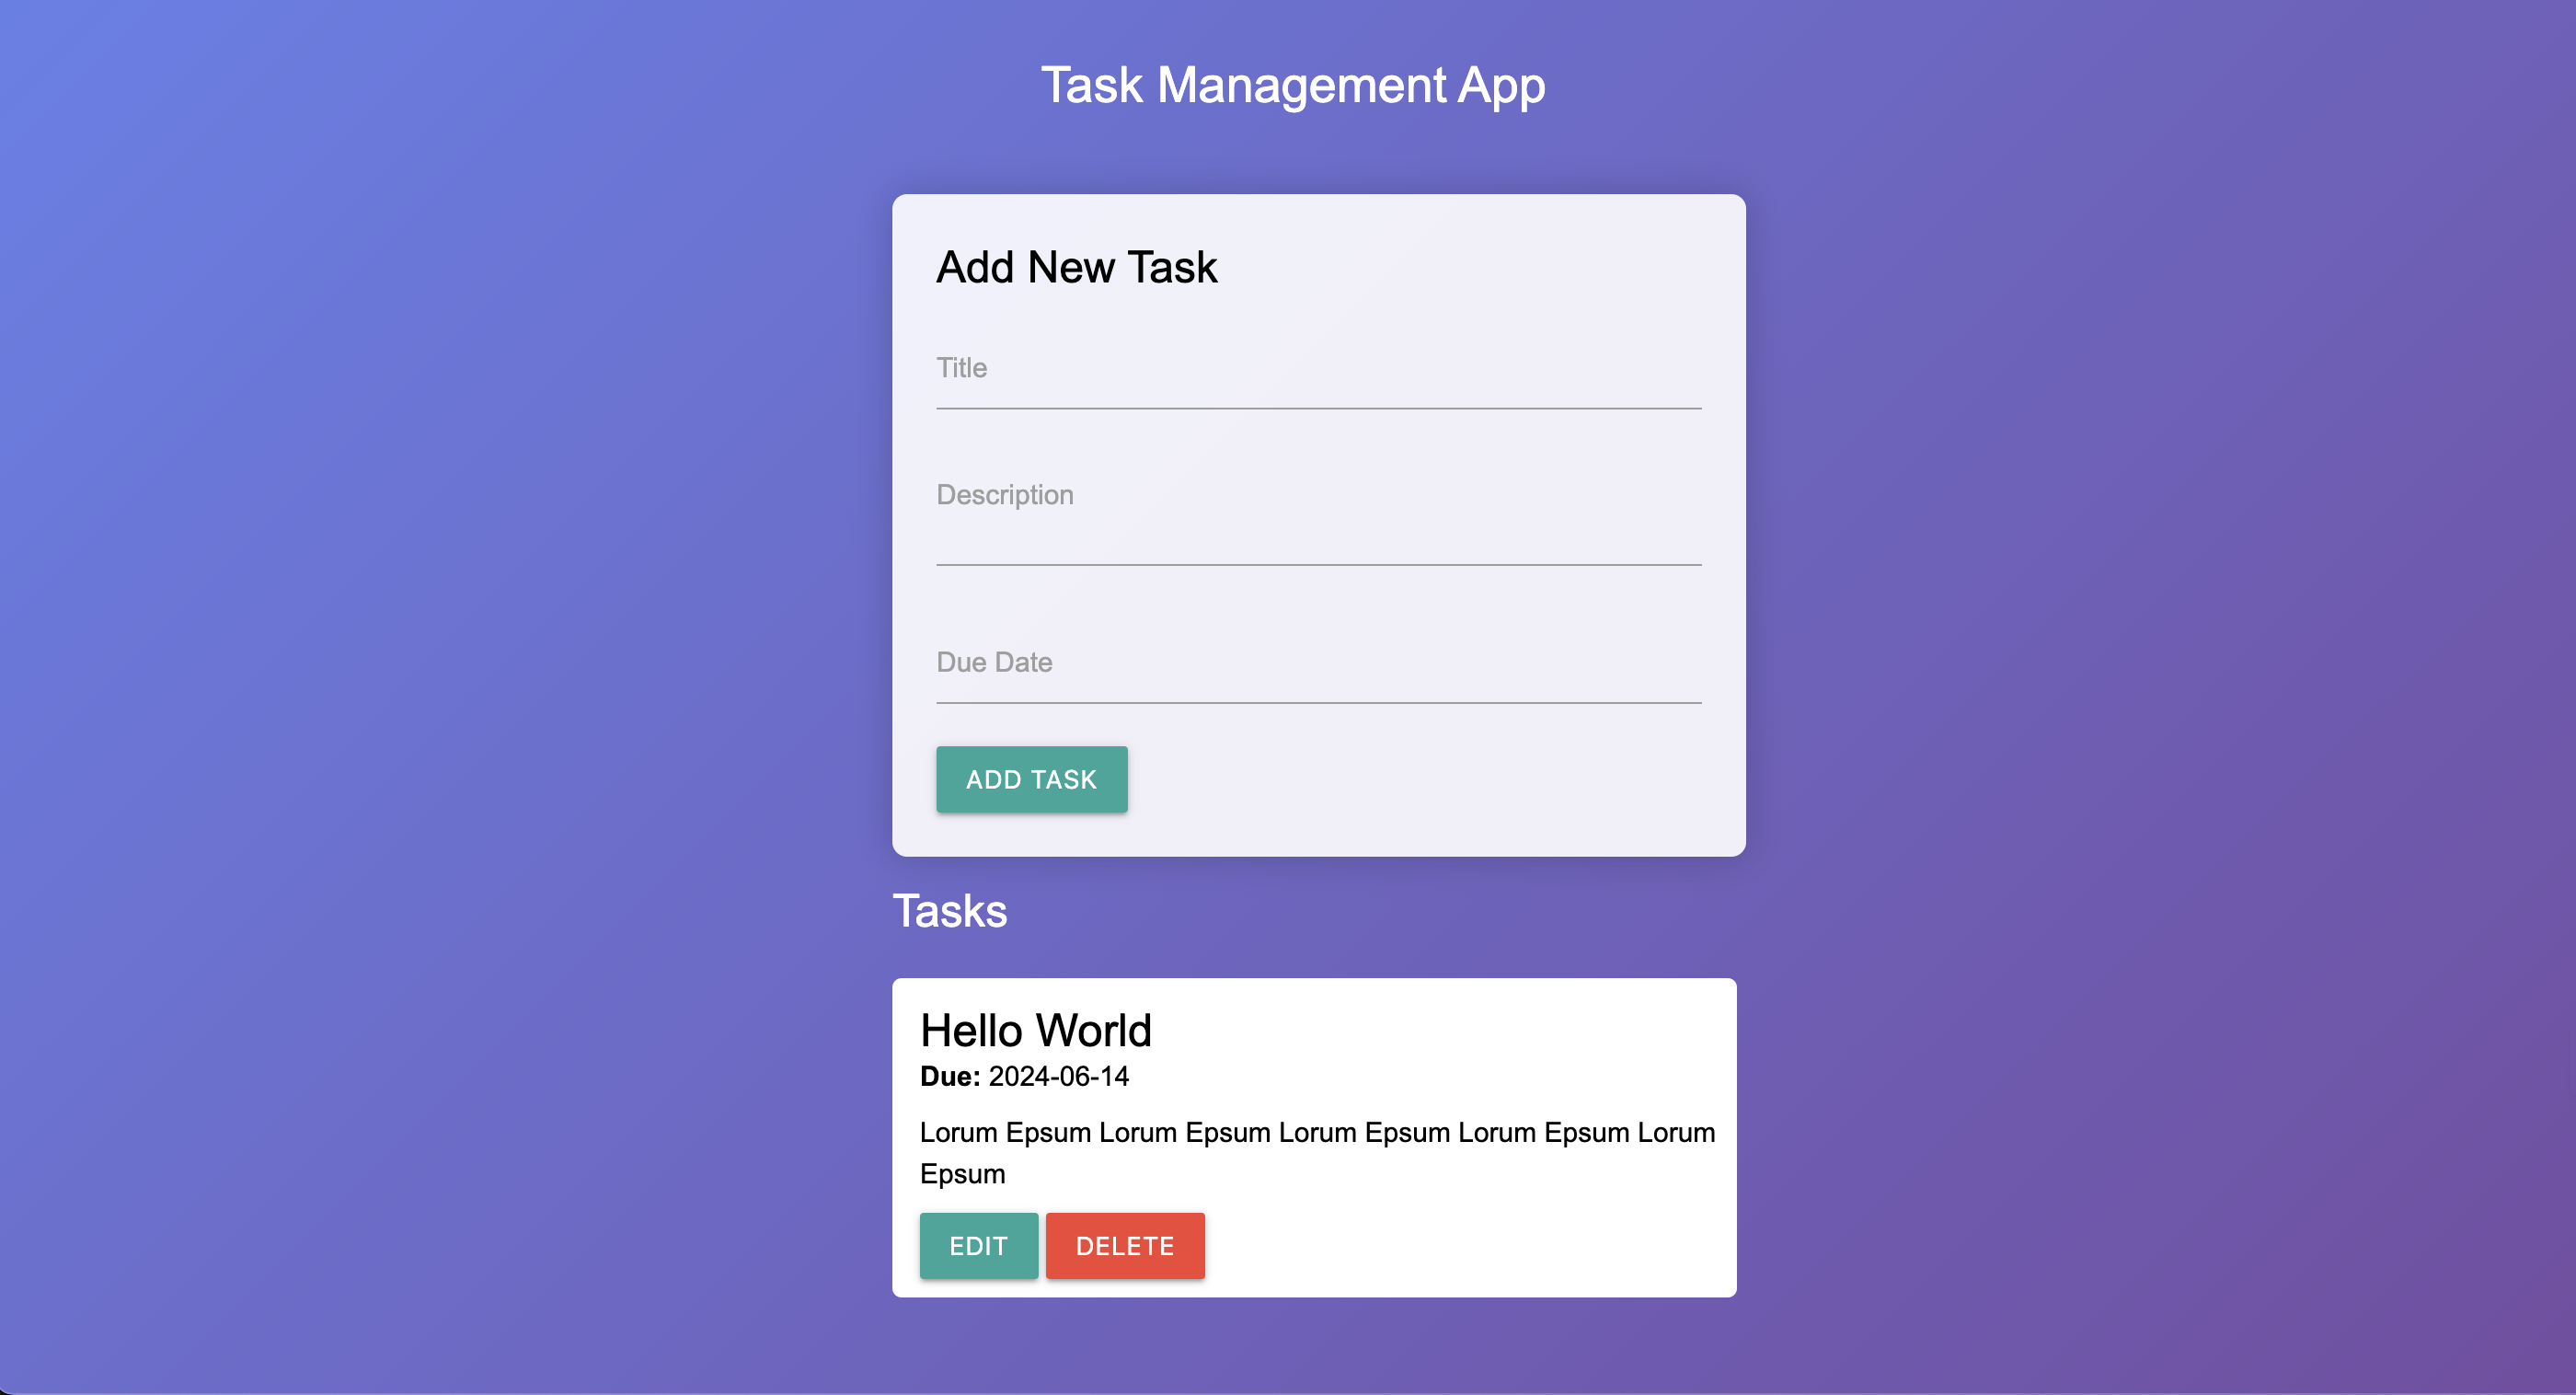 Task Management App
Add New Task
Title
Description
Due Date
ADD TASK
Tasks
Hello World
Due: 2024-06-14
Lorum Epsum Lorum Epsum Lorum Epsum Lorum Epsum Lorum
Epsum
EDIT DELETE